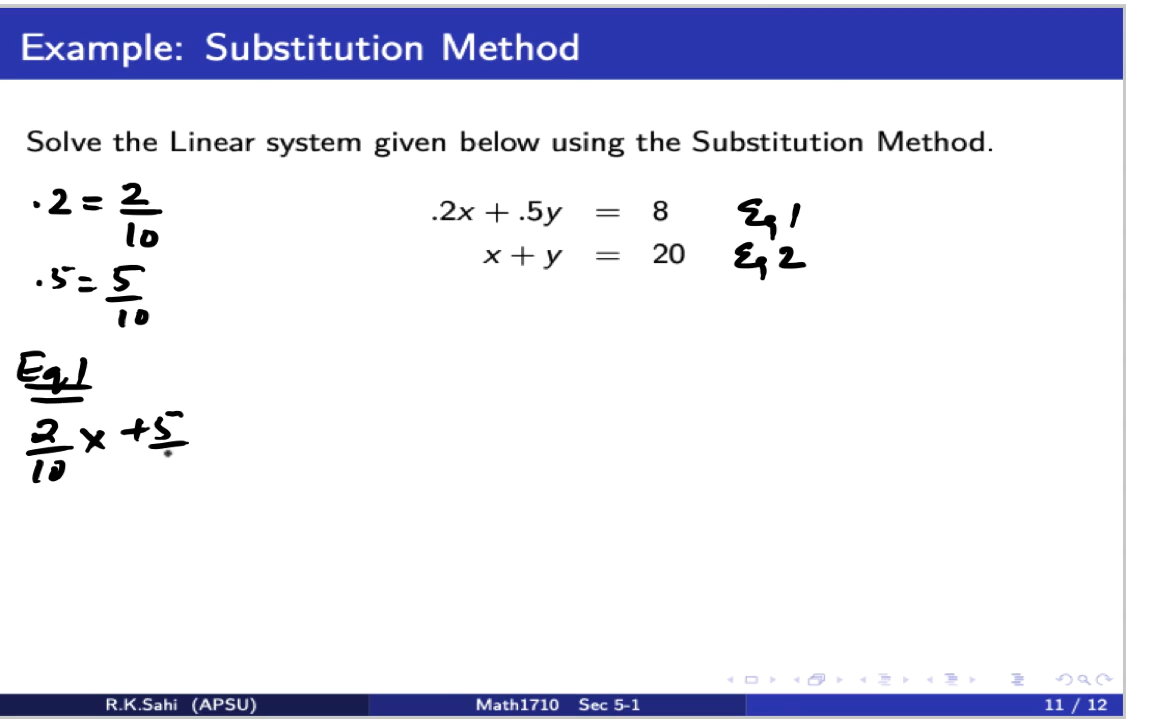 Example: Substitution Method
Solve the Linear system given below using the Substitution Method.
.2x + .5y = 8 Eq 1
x + y = 20 Eq 2
.2 = 2/10
.5 = 5/10
Eq 1
2/10 x + 5
R.K.Sahi (APSU) Math1710 Sec 5-1 11 / 12